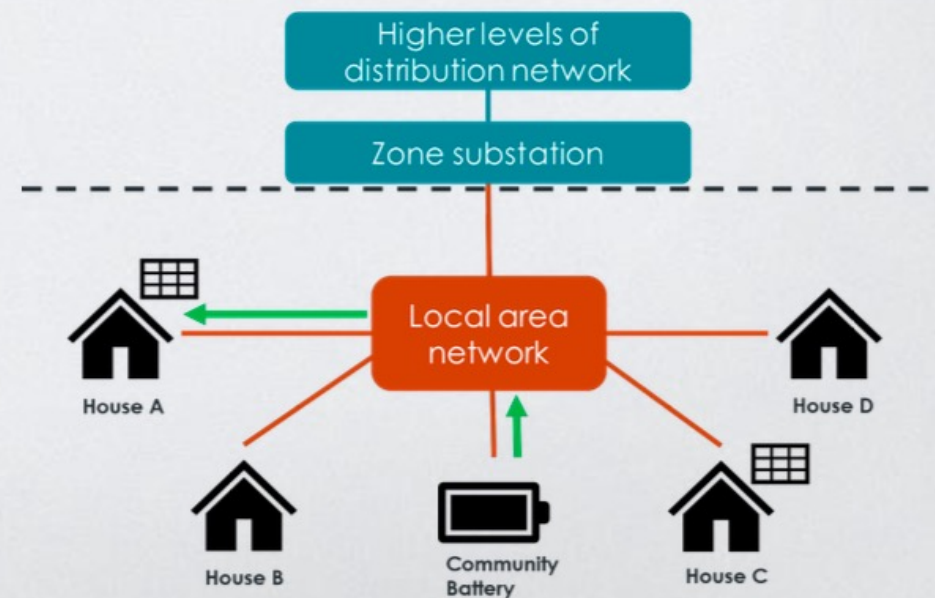 Higher levels of
distribution network
Zone substation
Local area
network
House A
House D
House B
Community
Battery
House C